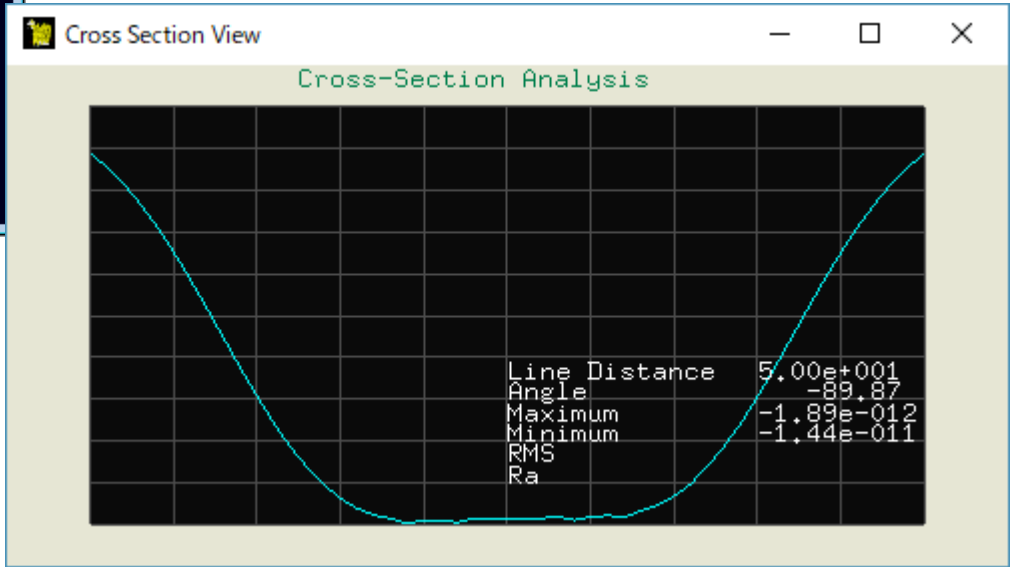 Cross Section View
Cross-Section Analysis
Line Distance 5.00e+001
Angle -89.87
Maximum -1.89e-012
Minimum -1.44e-011
RMS
Ra